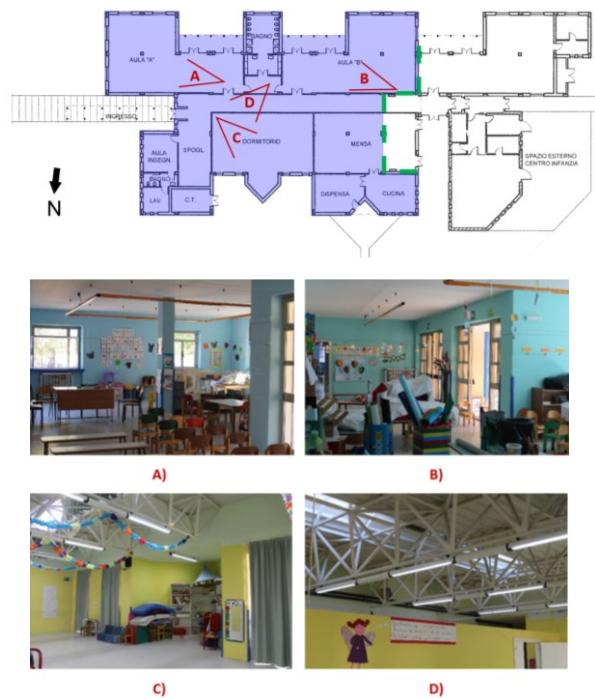 AULA "A"
BAGNO
AULA "B"
A
B
D
INGRESSO
C
DORMITORIO
MENSA
SPOGL.
AULA
INSEGN.
BAGNO
LAV.
C.T.
DISPENSA
CUCINA
SPAZIO ESTERNO
CENTRO INFANZIA
N
A)
B)
C)
D)